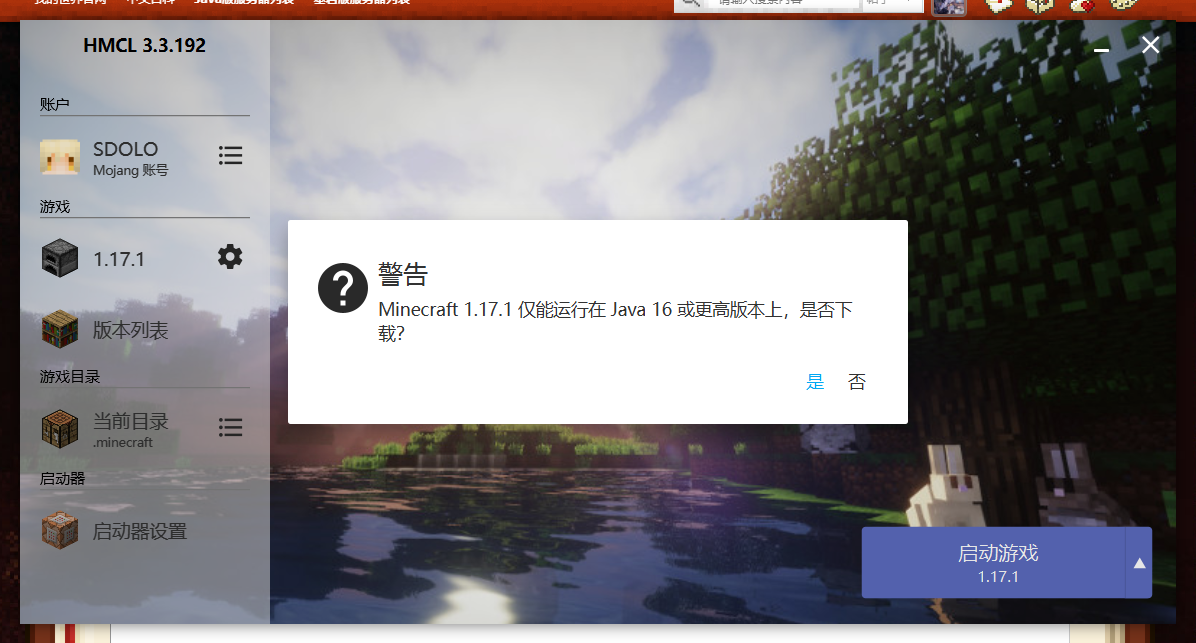 HMCL 3.3.192
账户
SDOLO
Mojang 账号
游戏
1.17.1
版本列表
游戏目录
当前目录
.minecraft
启动器
启动器设置
警告
Minecraft 1.17.1 仅能运行在 Java 16 或更高版本上，是否下
载?
是 否
启动游戏
1.17.1